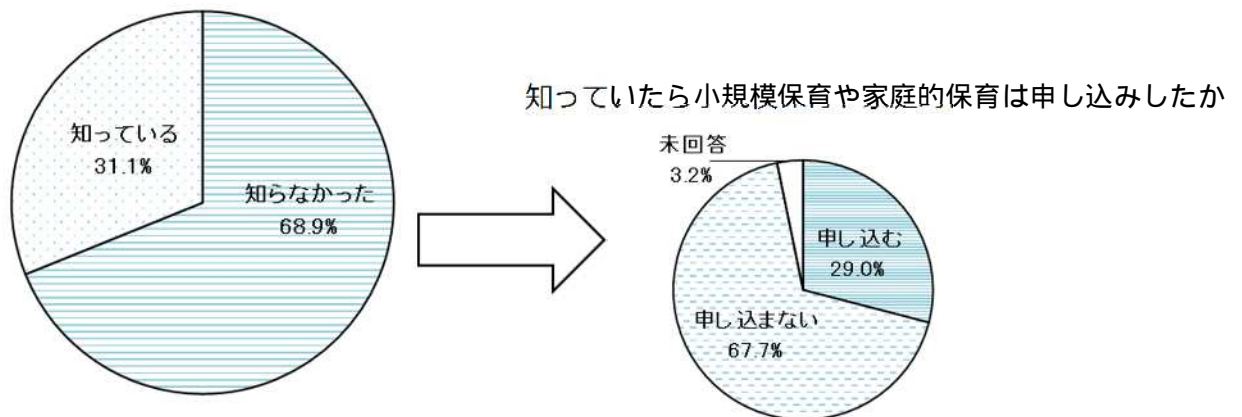 知っている
31.1%
知らなかった
68.9%
知っていたら小規模保育や家庭的保育は申し込みしたか
未回答
3.2%
申し込む
29.0%
申し込まない
67.7%